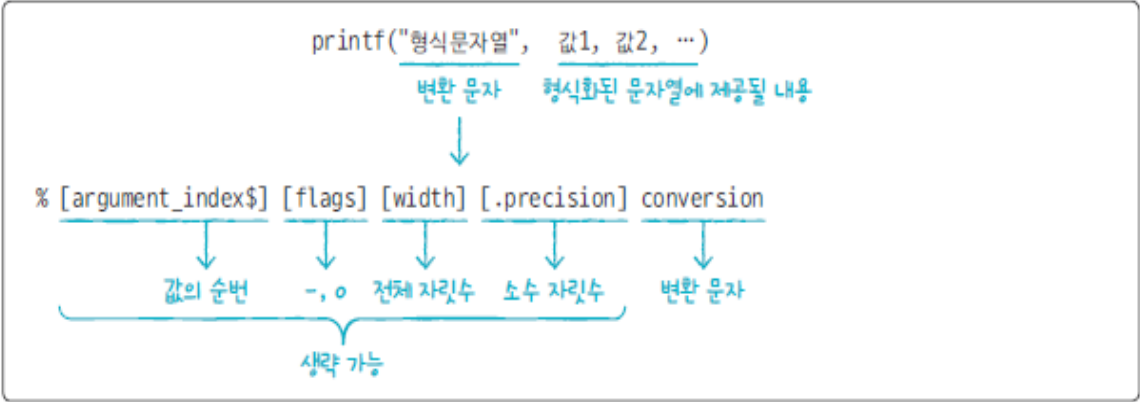 printf("형식문자열", 값1, 값2, …)
변환 문자 형식화된 문자열에 제공될 내용
% [argument_index$] [flags] [width] [.precision] conversion
값의 순번 -, 0 전체 자릿수 소수 자릿수 변환 문자
생략 가능